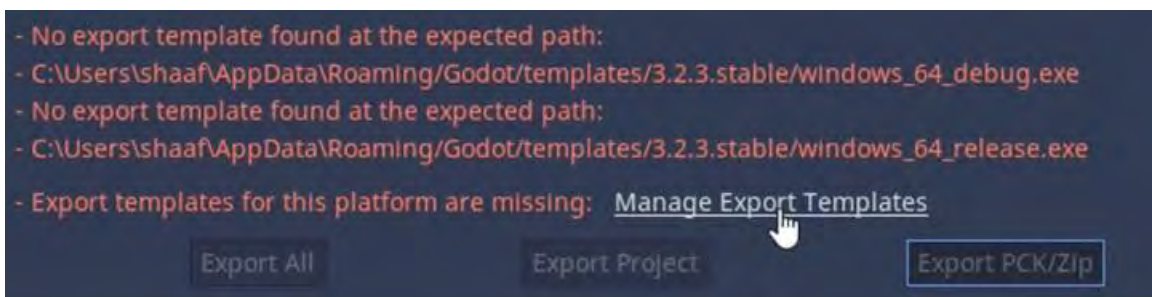 - No export template found at the expected path:
- C:\Users\shaaf\AppData\Roaming/Godot/templates/3.2.3.stable/windows_64_debug.exe
- No export template found at the expected path:
- C:\Users\shaaf\AppData\Roaming/Godot/templates/3.2.3.stable/windows_64_release.exe
- Export templates for this platform are missing: Manage Export Templates
Export All Export Project Export PCK/Zip